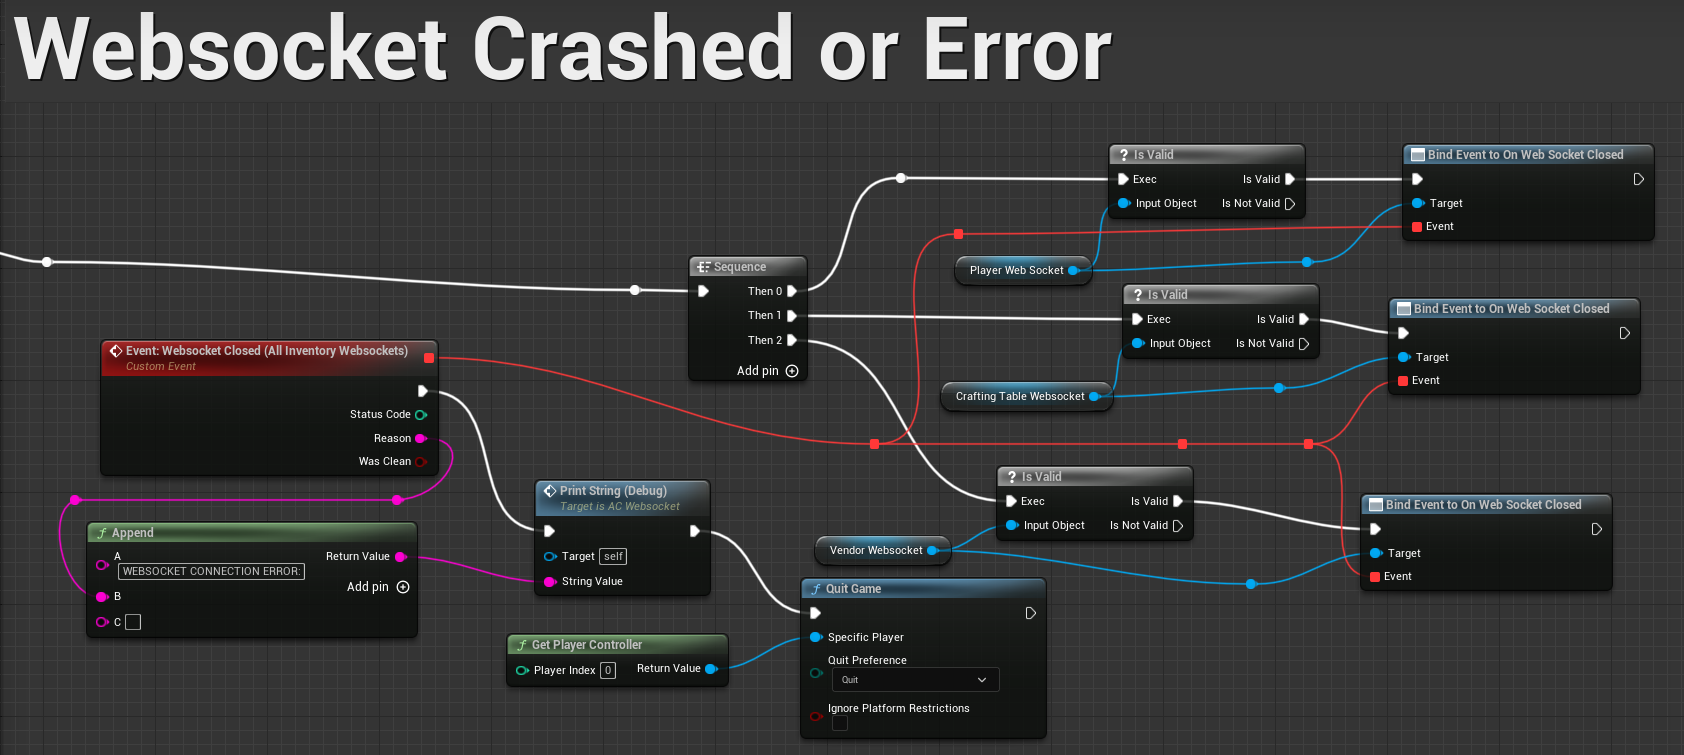 Websocket Crashed or Error
? Is Valid
Exec
Is Valid
Input Object
Is Not Valid
Bind Event to On Web Socket Closed
Target
Event
Player Web Socket
Sequence
Then 0
Then 1
Then 2
Add pin
? Is Valid
Exec
Is Valid
Input Object
Is Not Valid
Bind Event to On Web Socket Closed
Target
Event
Crafting Table Websocket
Event: Websocket Closed (All Inventory Websockets)
Custom Event
Status Code
Reason
Was Clean
? Is Valid
Exec
Is Valid
Input Object
Is Not Valid
Bind Event to On Web Socket Closed
Target
Event
Vendor Websocket
Print String (Debug)
Target is AC Websocket
Target self
String Value
f Append
A
WEBSOCKET CONNECTION ERROR:
Return Value
Add pin
B
C
f Get Player Controller
Player Index 0
Return Value
f Quit Game
Specific Player
Quit Preference
Quit
Ignore Platform Restrictions